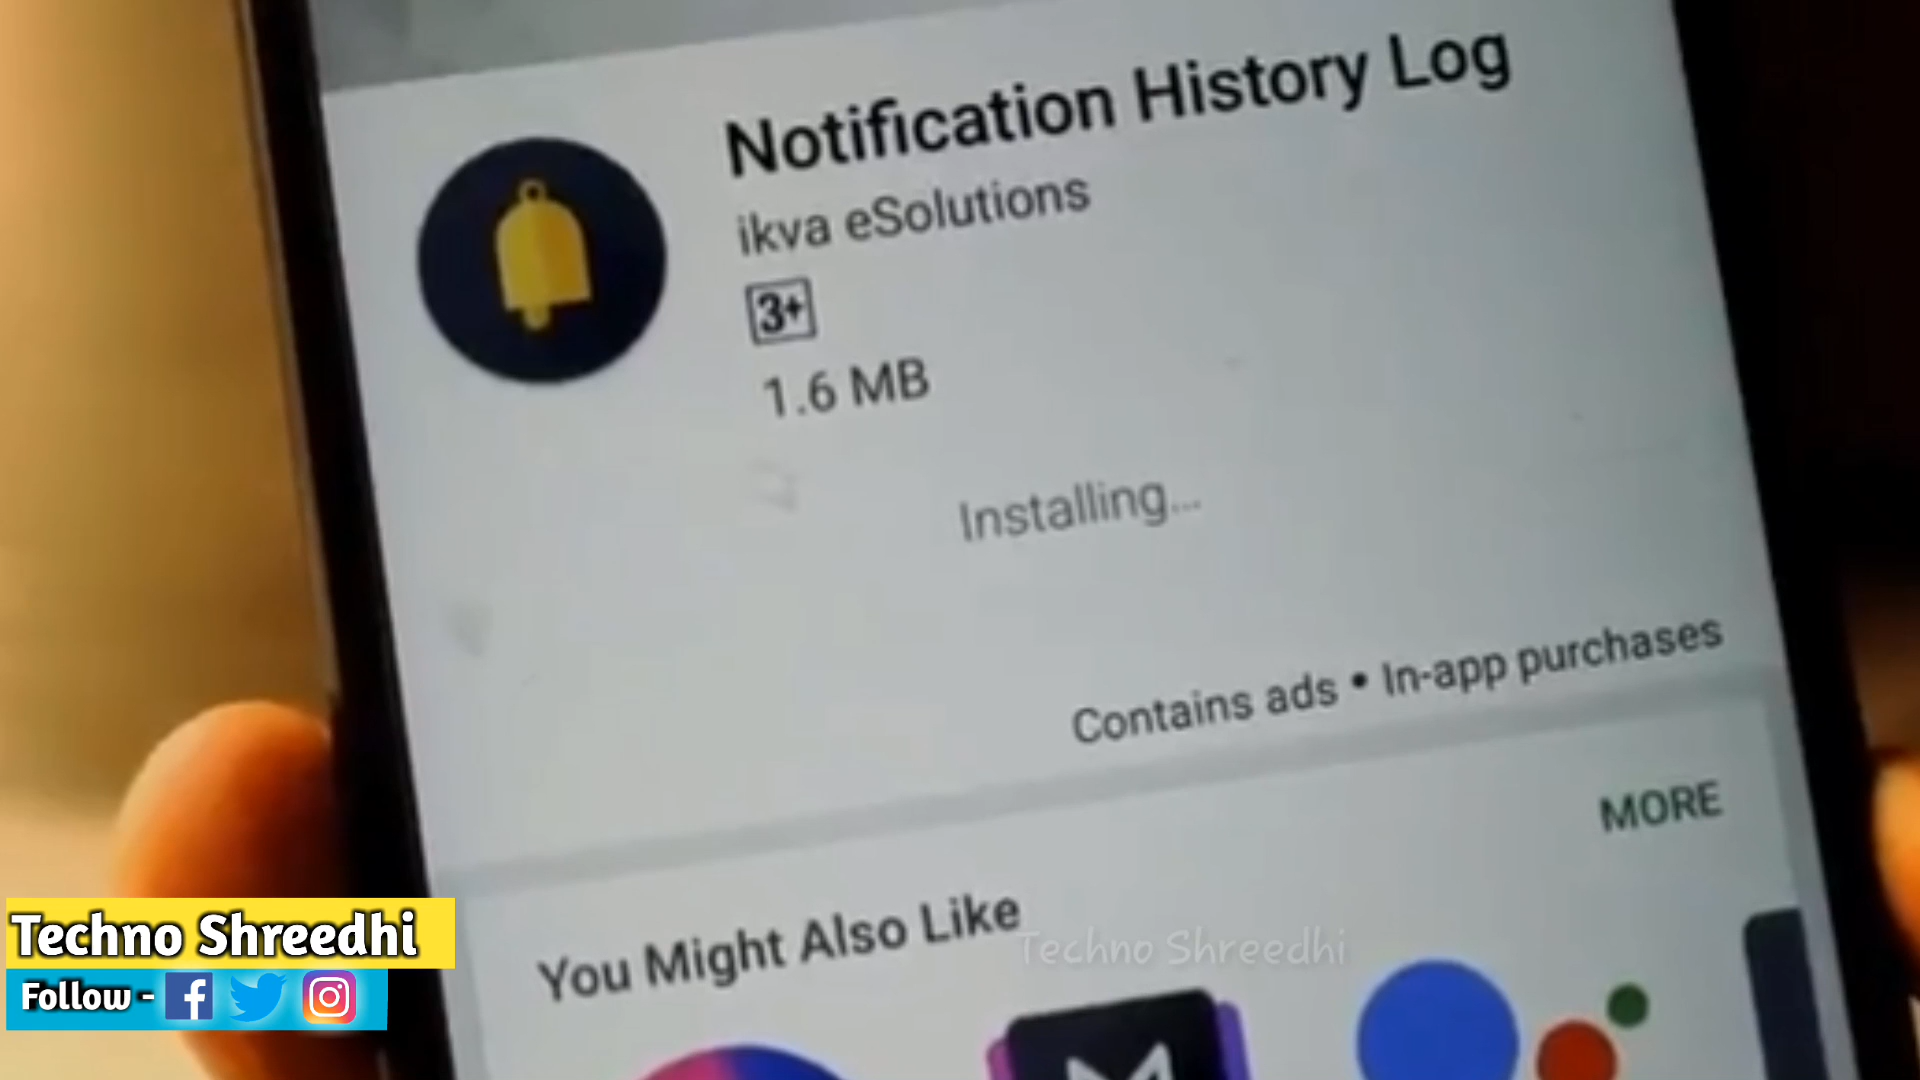 Notification History Log
ikva eSolutions
3+
1.6 MB
Installing...
Contains ads • In-app purchases
MORE
You Might Also Like
Techno Shreedhi
Techno Shreedhi
Follow -